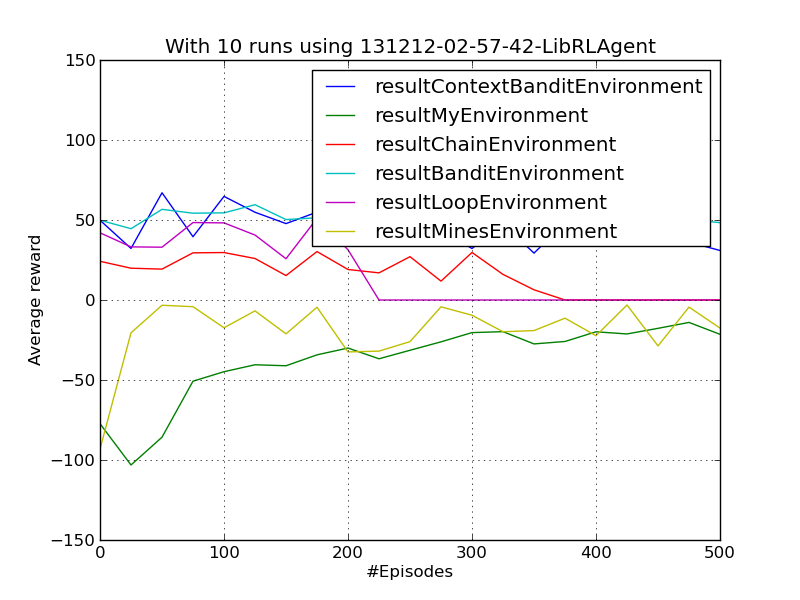 With 10 runs using 131212-02-57-42-LibRLAgent
150
100
50
0
−50
−100
−150
Average reward
resultContextBanditEnvironment
resultMyEnvironment
resultChainEnvironment
resultBanditEnvironment
resultLoopEnvironment
resultMinesEnvironment
0 100 200 300 400 500
#Episodes